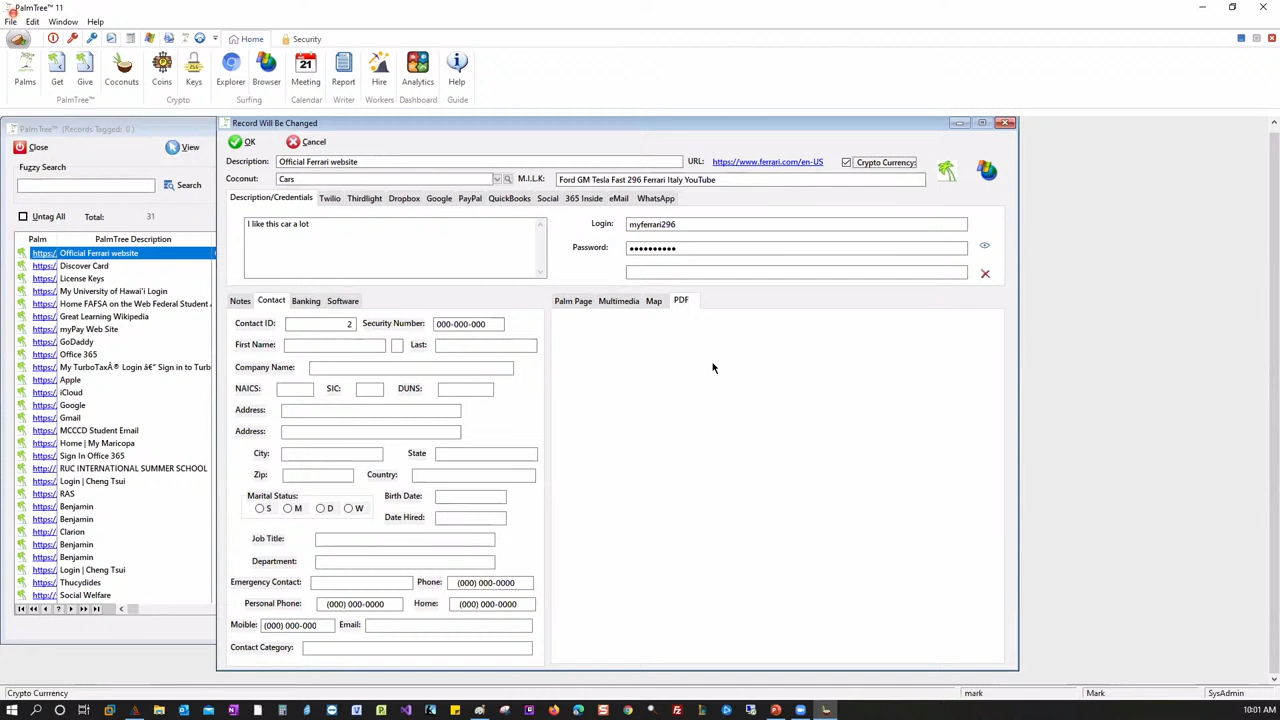 PalmTree™ 11
File Edit Window Help
Home Security
21
Palms Get Give Coconuts Coins Keys Explorer Browser Meeting Report Hire Analytics Help
PalmTree™ Crypto Surfing Calendar Writer Workers Dashboard Guide
PalmTree™ (Records Tagged: 0 )
Close View
Fuzzy Search
Search
Untag All Total: 31
Palm PalmTree Description
https:/ Official Ferrari website
https:/ Discover Card
https:/ License Keys
https:/ My University of Hawai'i Login
https:/ Home FAFSA on the Web Federal Student A
https:/ Great Learning Wikipedia
https:/ myPay Web Site
https:/ GoDaddy
https:/ Office 365
https:/ My TurboTaxÂ® Login â€" Sign in to Turbo
https:/ Apple
https:/ iCloud
https:/ Google
https:/ Gmail
https:/ MCCCD Student Email
https:/ Home | My Maricopa
https:/ Sign In Office 365
http:// RUC INTERNATIONAL SUMMER SCHOOL
https:/ Login | Cheng Tsui
https:/ RAS
https:/ Benjamin
https:/ Benjamin
http:// Clarion
https:/ Benjamin
https:/ Benjamin
https:/ Login | Cheng Tsui
https:/ Thucydides
http:// Social Welfare
Record Will Be Changed
OK Cancel
Description: Official Ferrari website URL: https://www.ferrari.com/en-US Crypto Currency:
Coconut: Cars M.I.L.K: Ford GM Tesla Fast 296 Ferrari Italy YouTube
Description/Credentials Twilio Thirdlight Dropbox Google PayPal QuickBooks Social 365 Inside eMail WhatsApp
I like this car a lot
Login: myferrari296
Password: ●●●●●●●●●●
Notes Contact Banking Software
Palm Page Multimedia Map PDF
Contact ID: 2 Security Number: 000-000-000
First Name: Last:
Company Name:
NAICS: SIC: DUNS:
Address:
Address:
City: State
Zip: Country:
Marital Status: Birth Date:
S M D W
Date Hired:
Job Title:
Department:
Emergency Contact: Phone: (000) 000-0000
Personal Phone: (000) 000-0000 Home: (000) 000-0000
Moible: (000) 000-000 Email:
Contact Category:
Crypto Currrency mark Mark SysAdmin
10:01 AM